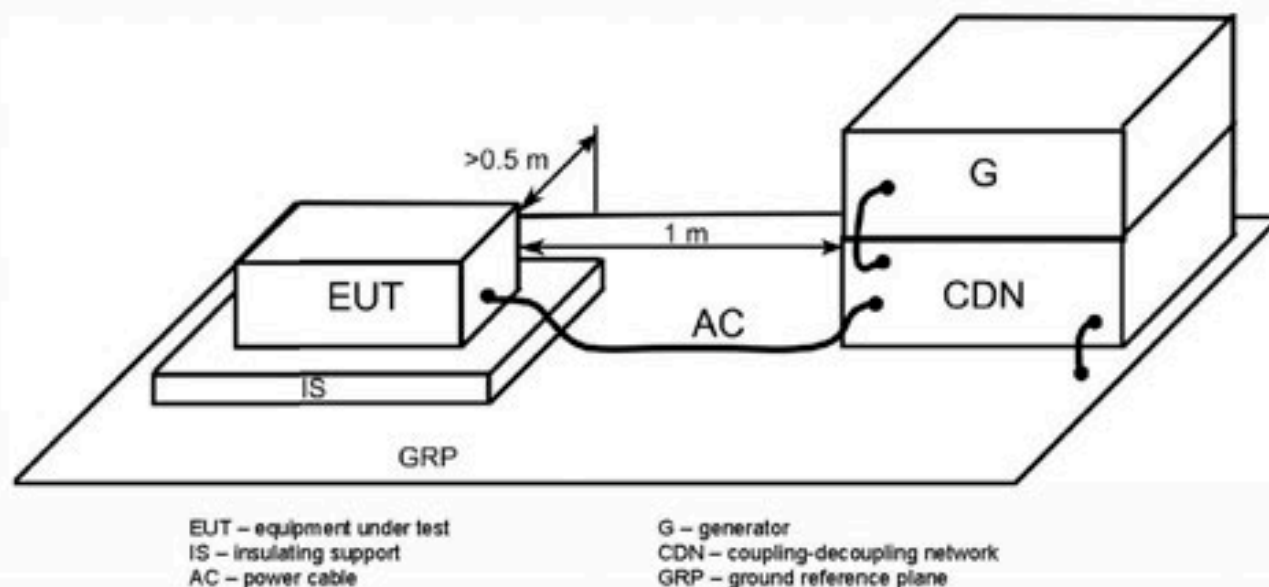 >0.5 m
G
1 m
EUT
CDN
AC
IS
GRP
EUT – equipment under test
IS – insulating support
AC – power cable
G – generator
CDN – coupling-decoupling network
GRP – ground reference plane